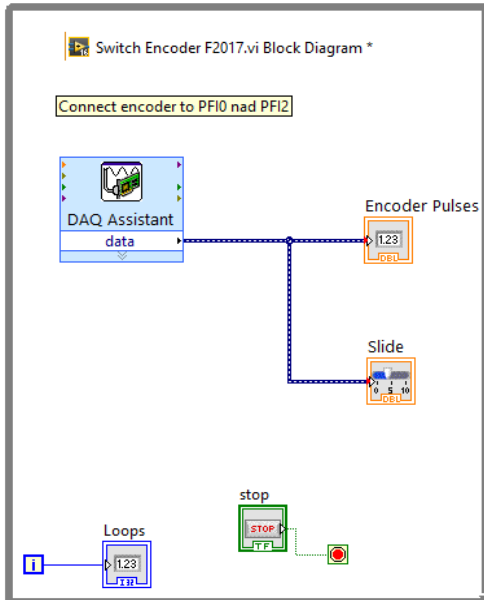 Switch Encoder F2017.vi Block Diagram *
Connect encoder to PFI0 nad PFI2
DAQ Assistant
data
Encoder Pulses
1.23
DBL
Slide
0 5 10
DBL
stop
STOP
TF
Loops
1.23
I32
i